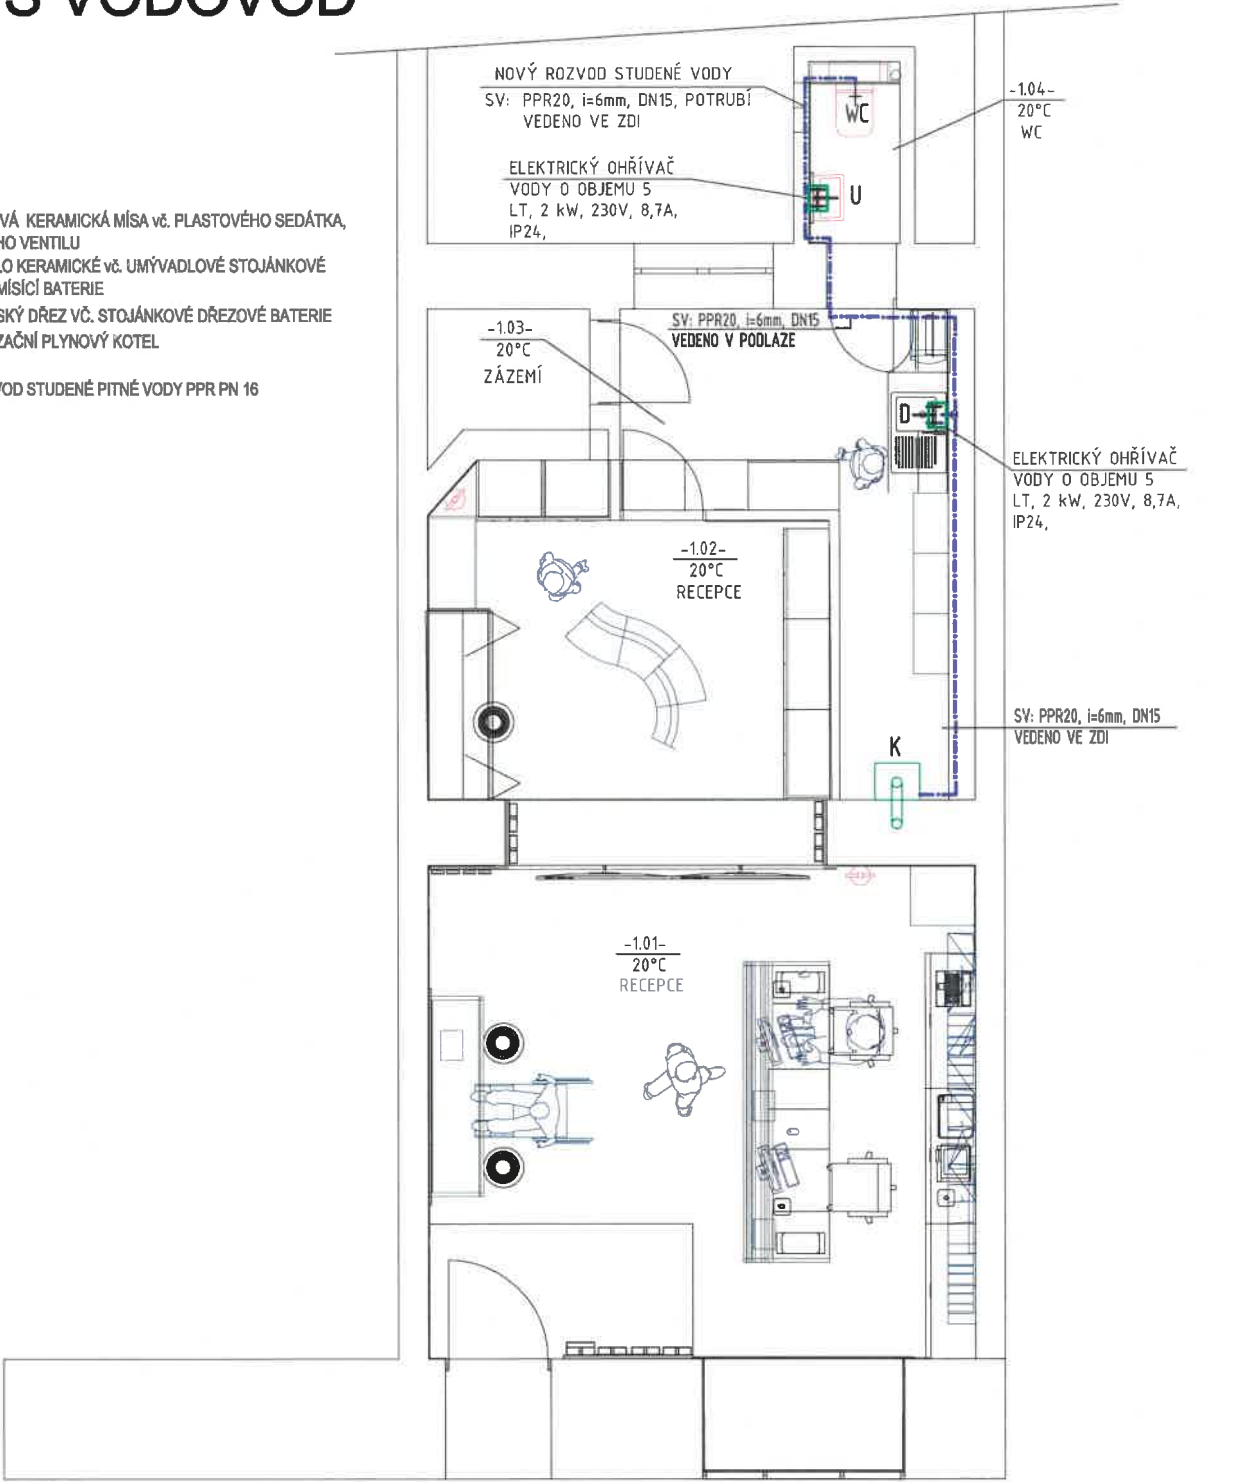 S VODOVOD
NOVÝ ROZVOD STUDENÉ VODY
SV: PPR20, i=6mm, DN15, POTRUBÍ
VEDENO VE ZDI
-1.04-
20°C
WC
WC
ELEKTRICKÝ OHŘÍVAČ
VODY O OBJEMU 5
LT, 2 kW, 230V, 8,7A,
IP24,
U
VÁ KERAMICKÁ MÍSA vč. PLASTOVÉHO SEDÁTKA,
HO VENTILU
LO KERAMICKÉ vč. UMÝVADLOVÉ STOJÁNKOVÉ
MÍSÍCÍ BATERIE
SKÝ DŘEZ VČ. STOJÁNKOVÉ DŘEZOVÉ BATERIE
ZAČNÍ PLYNOVÝ KOTEL
VOD STUDENÉ PITNÉ VODY PPR PN 16
SV: PPR20, i=6mm, DN15
VEDENO V PODLAZE
-1.03-
20°C
ZÁZEMÍ
D
ELEKTRICKÝ OHŘÍVAČ
VODY O OBJEMU 5
LT, 2 kW, 230V, 8,7A,
IP24,
-1.02-
20°C
RECEPCE
SV: PPR20, i=6mm, DN15
VEDENO VE ZDI
K
-1.01-
20°C
RECEPCE